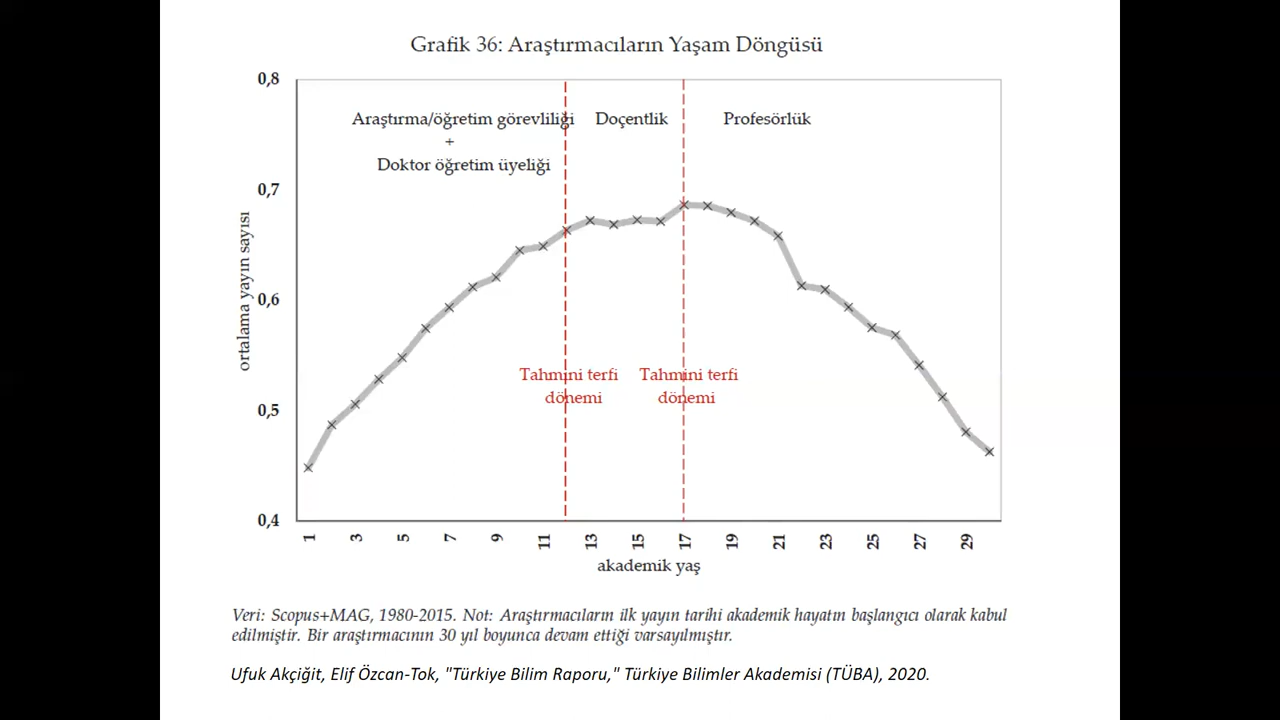 Grafik 36: Araştırmacıların Yaşam Döngüsü
0,8
0,7
0,6
0,5
0,4
ortalama yayın sayısı
Araştırma/öğretim görevliliği
+
Doktor öğretim üyeliği
Doçentlik
Profesörlük
Tahmini terfi
dönemi
Tahmini terfi
dönemi
1 3 5 7 9 11 13 15 17 19 21 23 25 27 29
akademik yaş
Veri: Scopus+MAG, 1980-2015. Not: Araştırmacıların ilk yayın tarihi akademik hayatın başlangıcı olarak kabul
edilmiştir. Bir araştırmacının 30 yıl boyunca devam ettiği varsayılmıştır.
Ufuk Akçiğit, Elif Özcan-Tok, "Türkiye Bilim Raporu," Türkiye Bilimler Akademisi (TÜBA), 2020.